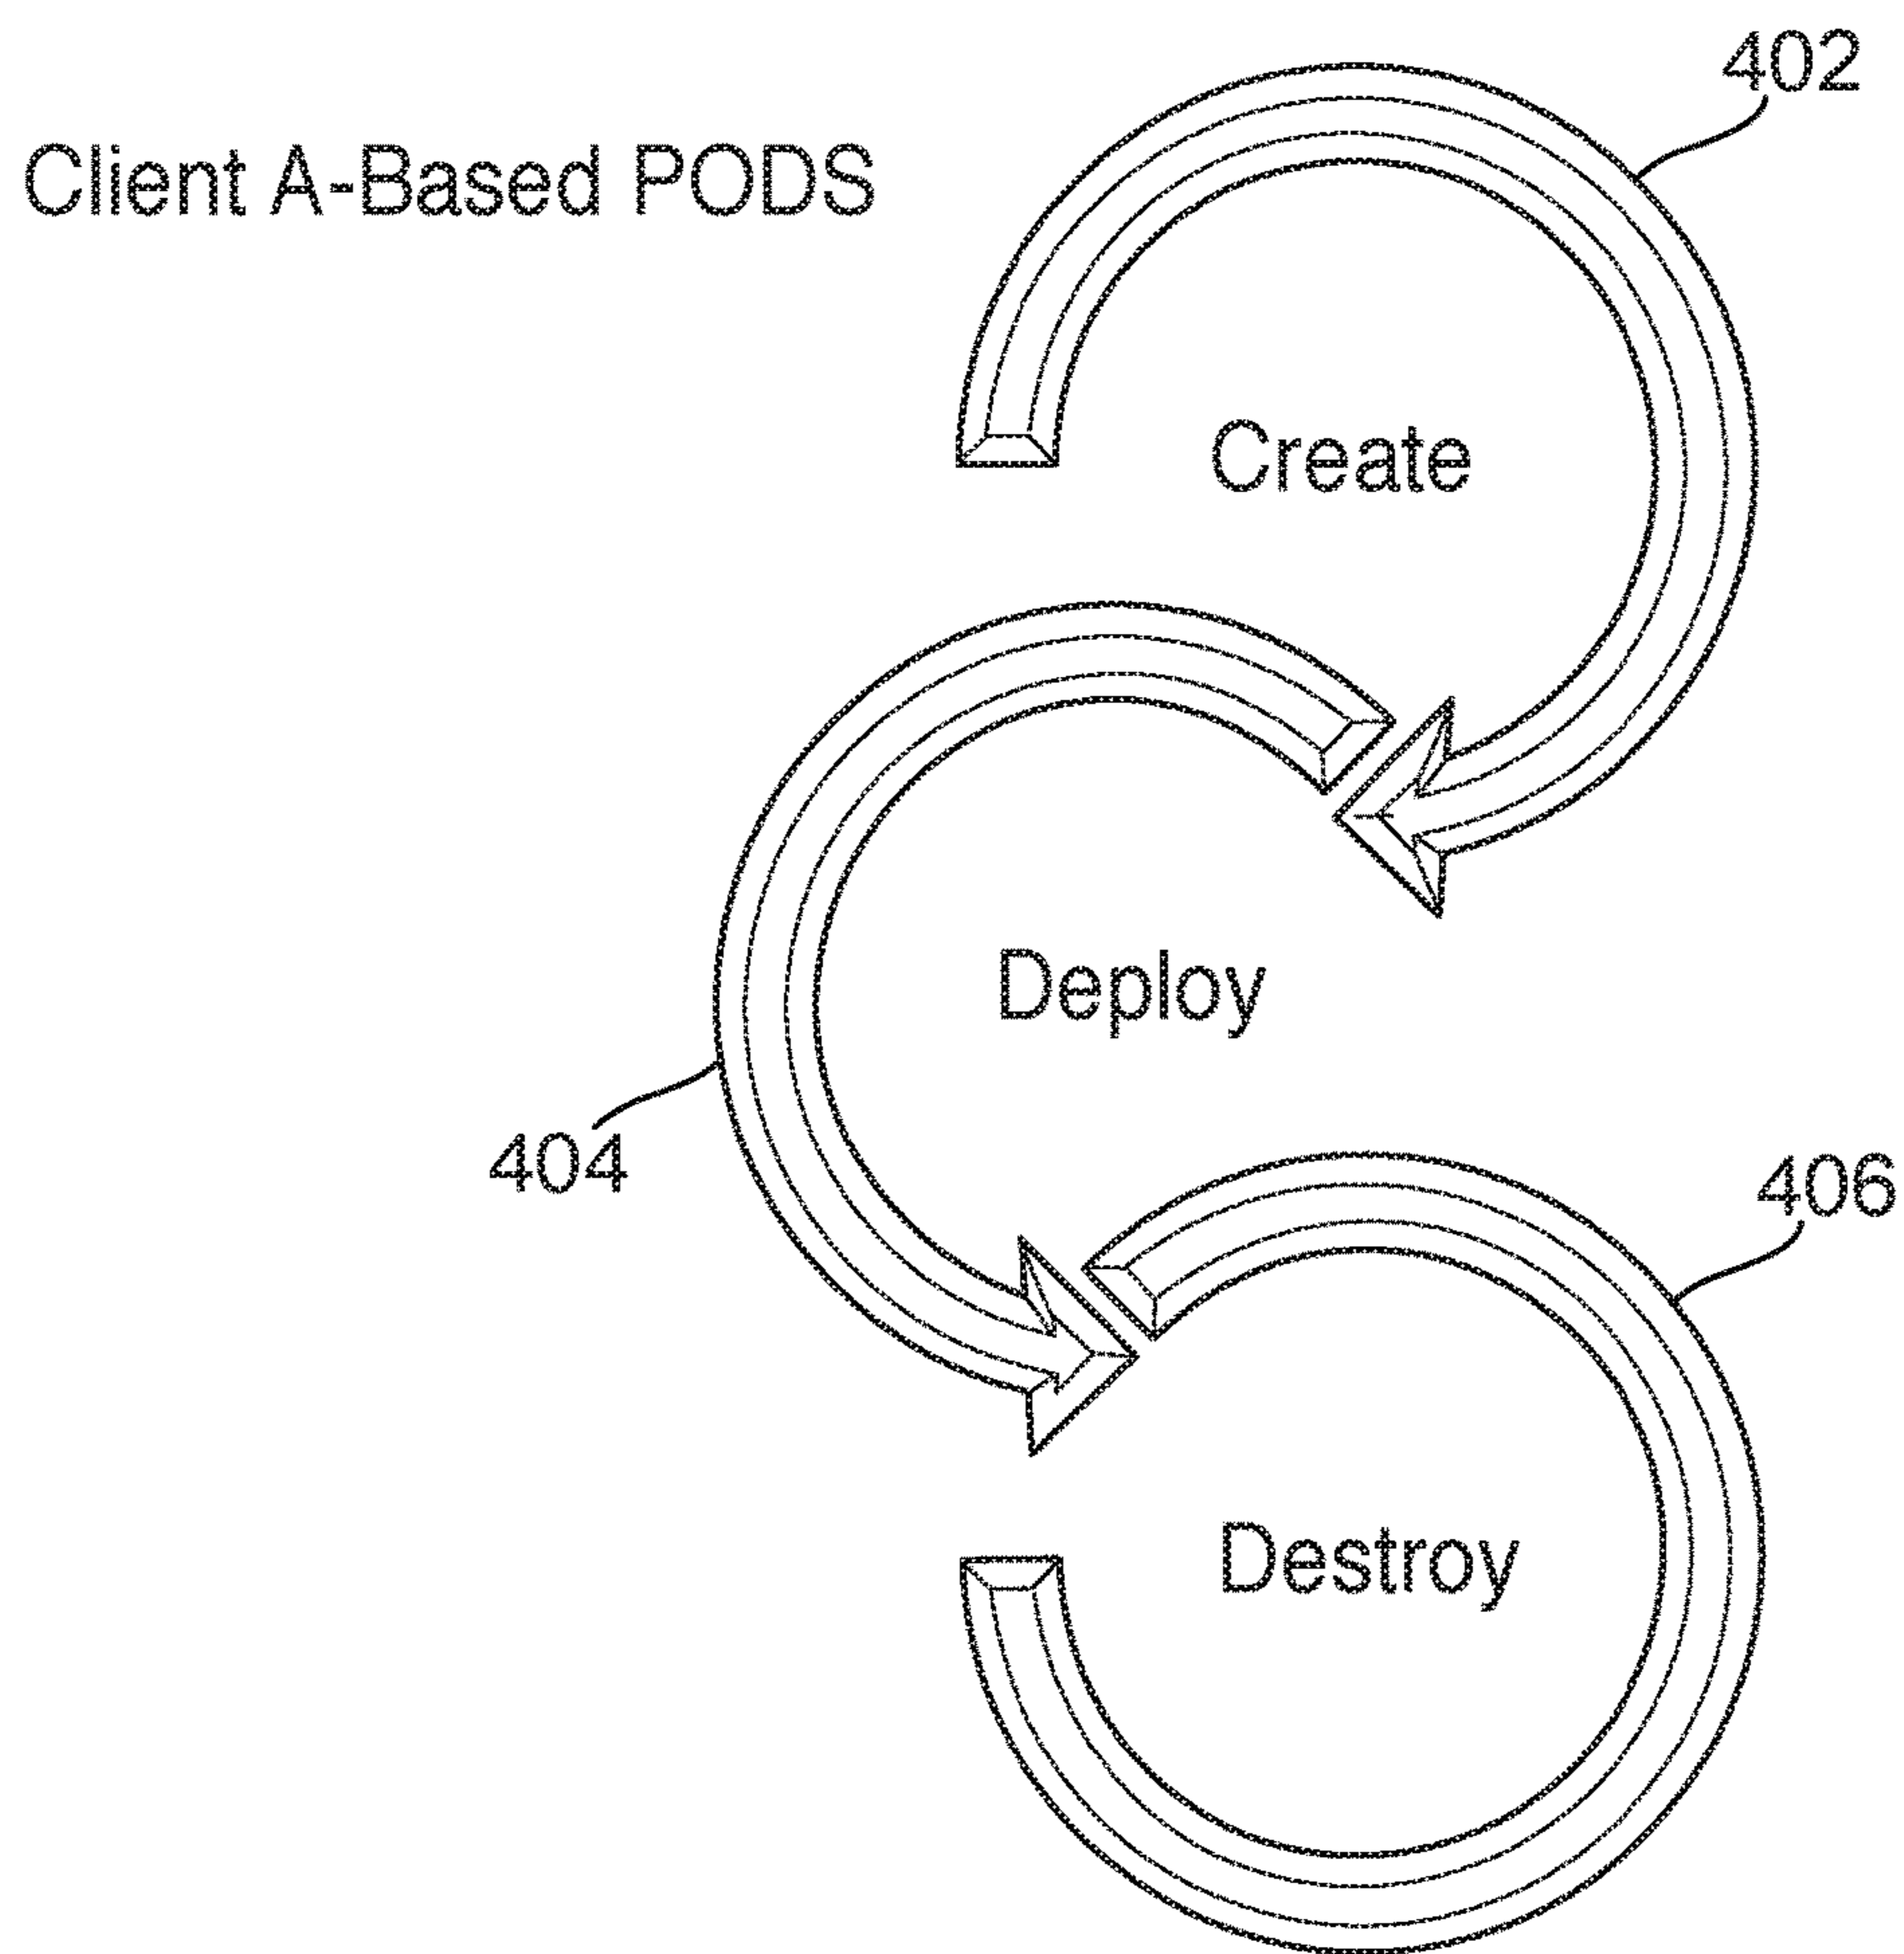 402
Client A-Based PODS
Create
Deploy
404
406
Destroy